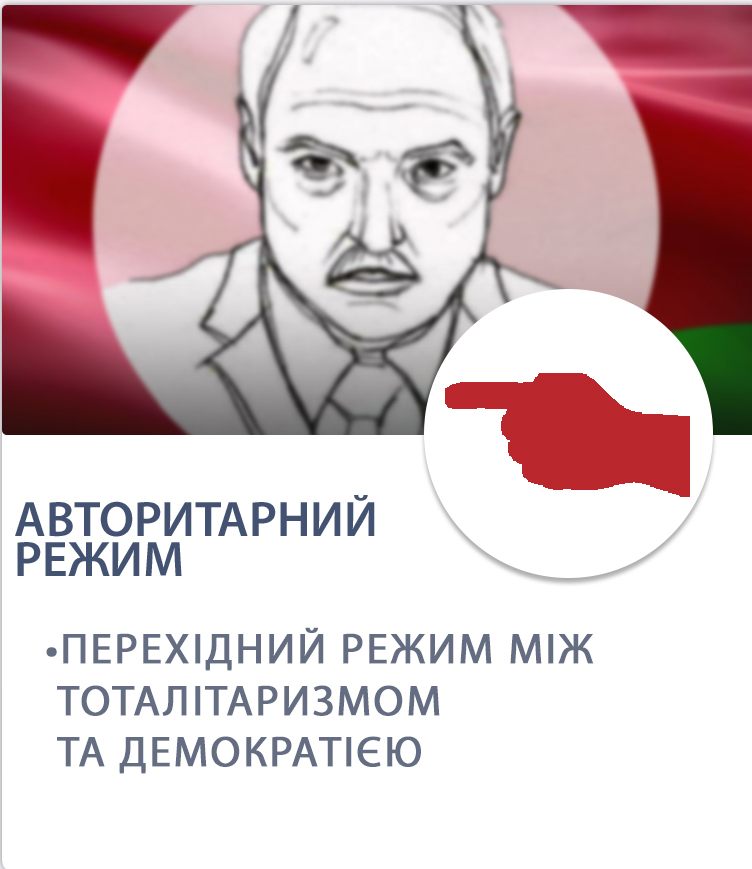 АВТОРИТАРНИЙ
РЕЖИМ
•ПЕРЕХІДНИЙ РЕЖИМ МІЖ
ТОТАЛІТАРИЗМОМ
ТА ДЕМОКРАТІЄЮ